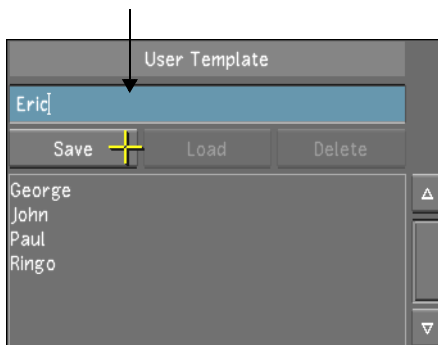 User Template
Eric
Save Load Delete
George
John
Paul
Ringo